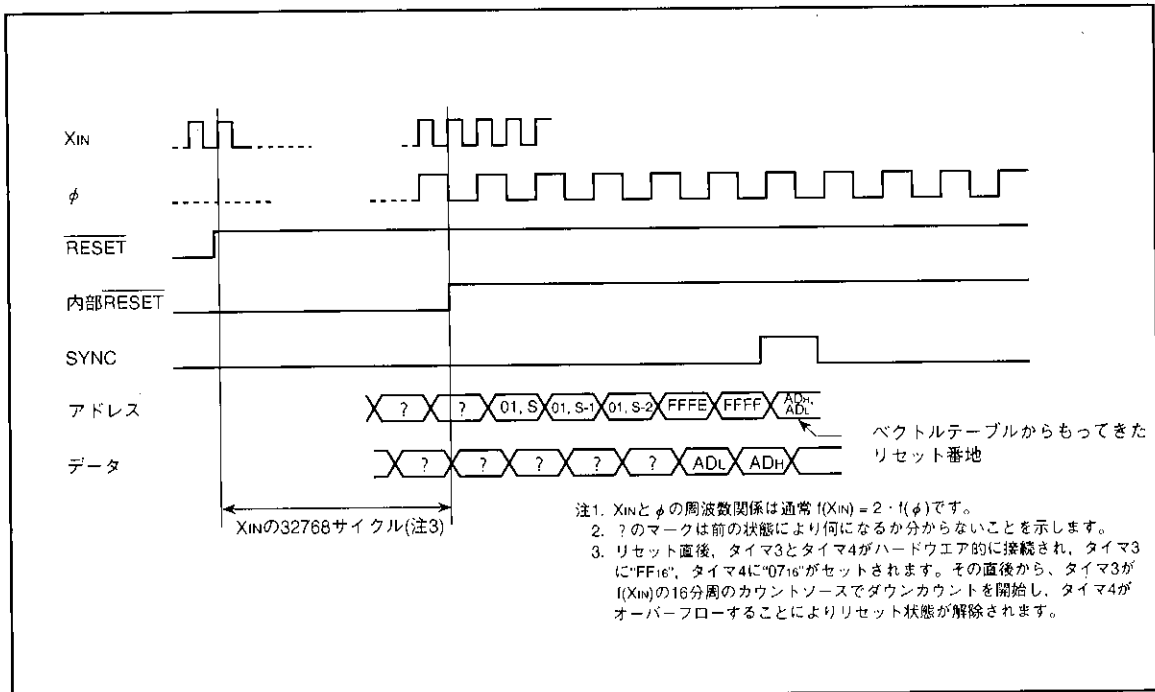 XIN
φ
RESET
内部RESET
SYNC
アドレス
? ? 01, S 01, S-1 01, S-2 FFFE FFFF ADH, ADL
データ
? ? ? ? ? ADL ADH
ベクトルテーブルからもってきた
リセット番地
XINの32768サイクル(注3)
注1. XINとφの周波数関係は通常 f(XIN) = 2・f(φ)です。
2. ?のマークは前の状態により何になるか分からないことを示します。
3. リセット直後、タイマ3とタイマ4がハードウエア的に接続され、タイマ3
に"FF16"，タイマ4に"0716"がセットされます。その直後から、タイマ3が
f(XIN)の16分周のカウントソースでダウンカウントを開始し、タイマ4が
オーバーフローすることによりリセット状態が解除されます。